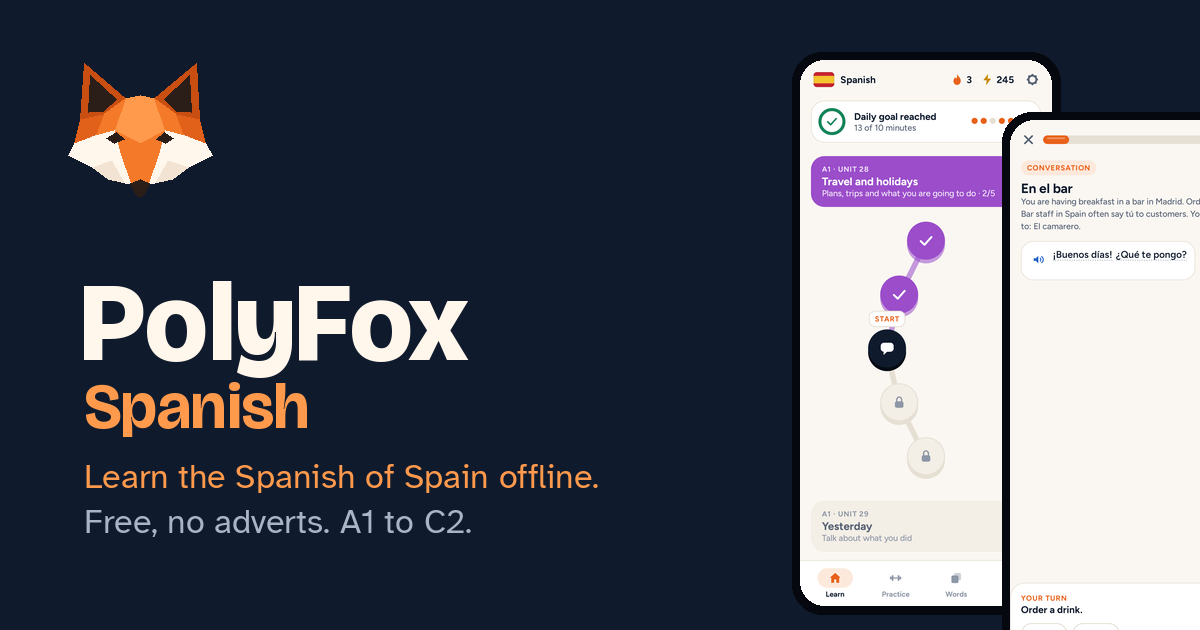 PolyFox
Spanish
Learn the Spanish of Spain offline.
Free, no adverts. A1 to C2.
Spanish
3
245
Daily goal reached
13 of 10 minutes
A1 · UNIT 28
Travel and holidays
Plans, trips and what you are going to do · 2/5
START
A1 · UNIT 29
Yesterday
Talk about what you did
Learn
Practice
Words
CONVERSATION
En el bar
You are having breakfast in a bar in Madrid.
Bar staff in Spain often say tú to customers.
to: El camarero.
¡Buenos días! ¿Qué te pongo?
YOUR TURN
Order a drink.